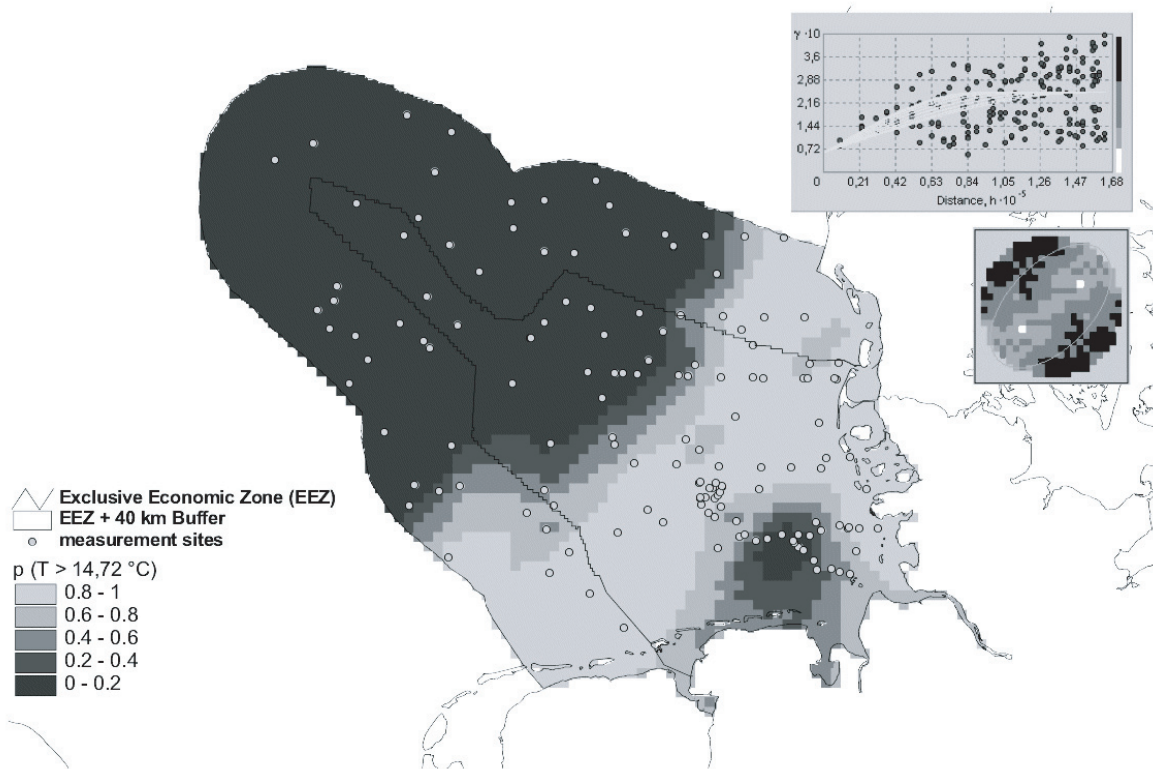 γ ·10
3,6
2,88
2,16
1,44
0,72
0 0,21 0,42 0,63 0,84 1,05 1,26 1,47 1,68
Distance, h ·10⁻⁵
Exclusive Economic Zone (EEZ)
EEZ + 40 km Buffer
measurement sites
p (T > 14,72 °C)
0.8 - 1
0.6 - 0.8
0.4 - 0.6
0.2 - 0.4
0 - 0.2